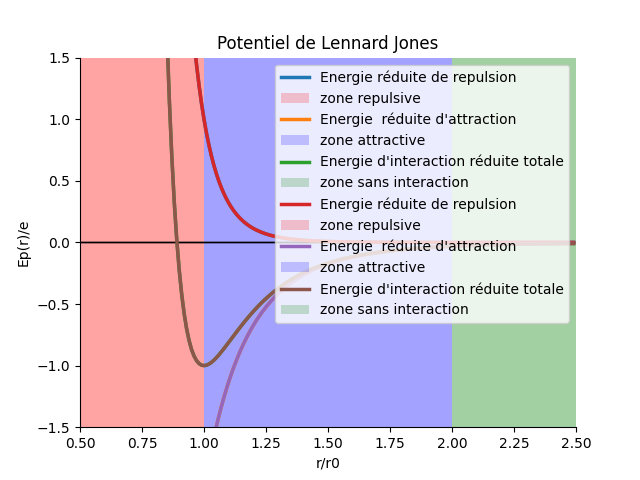 Potentiel de Lennard Jones
Ep(r)/e
1.5
1.0
0.5
0.0
−0.5
−1.0
−1.5
Energie réduite de repulsion
zone repulsive
Energie  réduite d'attraction
zone attractive
Energie d'interaction réduite totale
zone sans interaction
Energie réduite de repulsion
zone repulsive
Energie  réduite d'attraction
zone attractive
Energie d'interaction réduite totale
zone sans interaction
0.50 0.75 1.00 1.25 1.50 1.75 2.00 2.25 2.50
r/r0